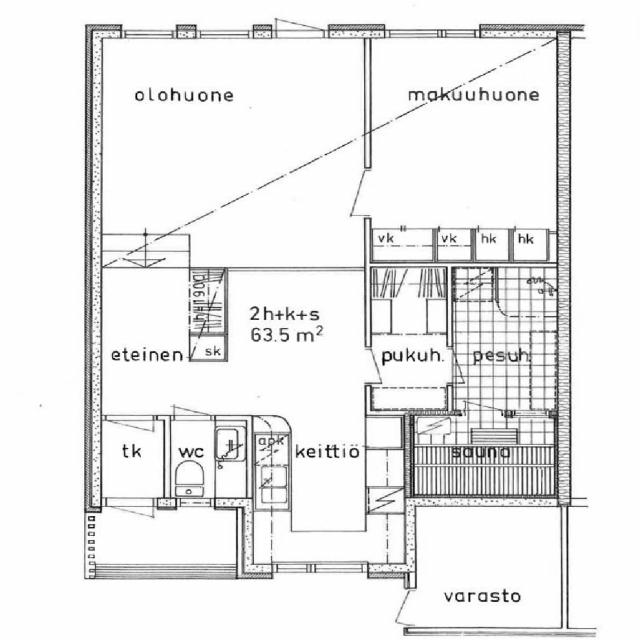 olohuone
makuuhuone
vk
vk
hk
hk
2h+k+s
63.5 m²
eteinen
sk
pukuh.
pesuh.
tk
wc
apk
keittiö
sauna
varasto